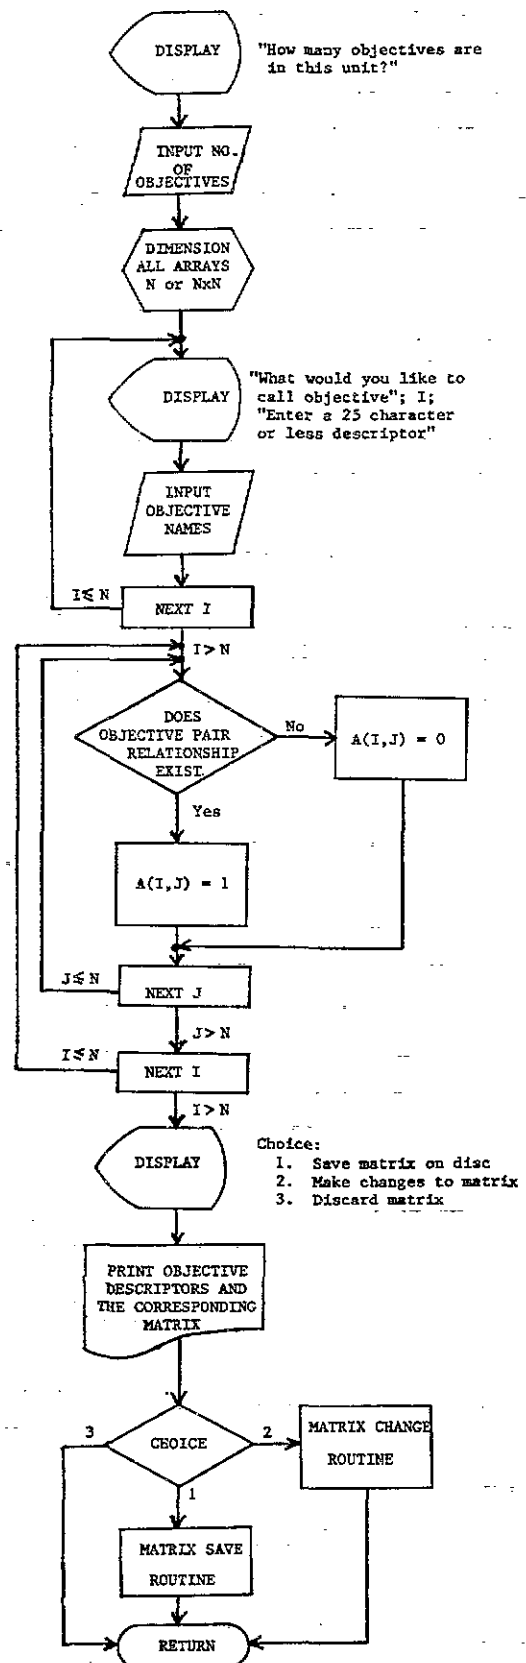 DISPLAY
"How many objectives are
in this unit?"
INPUT NO.
OF
OBJECTIVES
DIMENSION
ALL ARRAYS
N or NxN
DISPLAY
"What would you like to
call objective"; I;
"Enter a 25 character
or less descriptor"
INPUT
OBJECTIVE
NAMES
I≤N
NEXT I
I>N
DOES
OBJECTIVE PAIR
RELATIONSHIP
EXIST.
No
A(I,J) = 0
Yes
A(I,J) = 1
J≤N
NEXT J
J>N
I≤N
NEXT I
I>N
DISPLAY
Choice:
1. Save matrix on disc
2. Make changes to matrix
3. Discard matrix
PRINT OBJECTIVE
DESCRIPTORS AND
THE CORRESPONDING
MATRIX
3
CHOICE
2
MATRIX CHANGE
ROUTINE
1
MATRIX SAVE
ROUTINE
RETURN